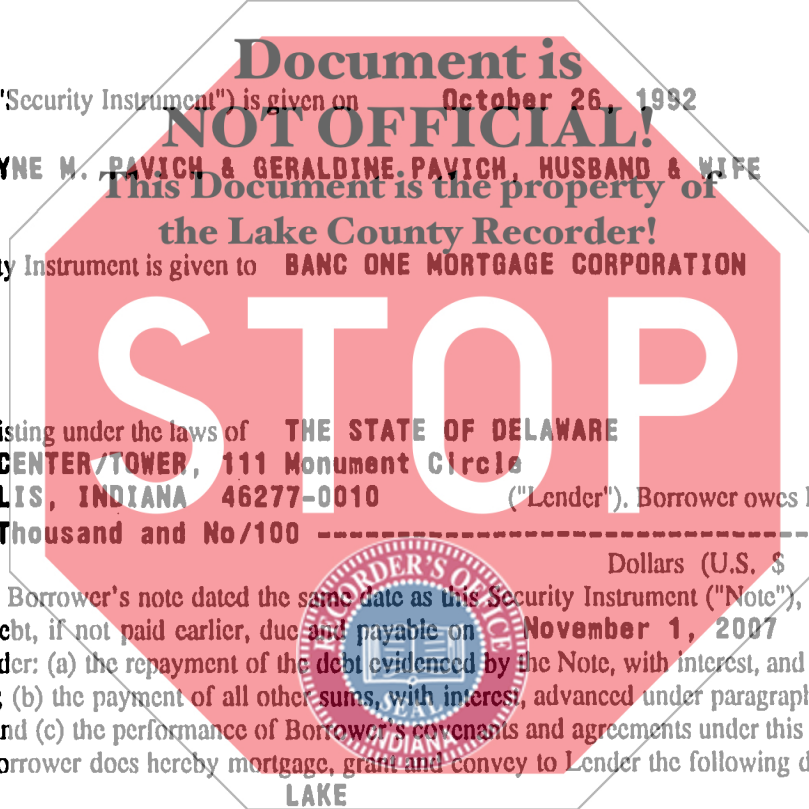 Document is
"Security Instrument") is given on October 26, 1992
NOT OFFICIAL!
YNE M. PAVICH & GERALDINE PAVICH, HUSBAND & WIFE
This Document is the property of
the Lake County Recorder!
ty Instrument is given to BANC ONE MORTGAGE CORPORATION
STOP
isting under the laws of THE STATE OF DELAWARE
CENTER/TOWER, 111 Monument Circle
LIS, INDIANA 46277-0010 ("Lender"). Borrower owes
Thousand and No/100 --------------------------------
Dollars (U.S. $
Borrower's note dated the same date as this Security Instrument ("Note"),
ebt, if not paid earlier, due and payable on November 1, 2007
der: (a) the repayment of the debt evidenced by the Note, with interest, and
; (b) the payment of all other sums, with interest, advanced under paragraph
nd (c) the performance of Borrower's covenants and agreements under this
orrower does hereby mortgage, grant and convey to Lender the following d
LAKE
RECORDER'S OFFICE
SEAL
INDIANA